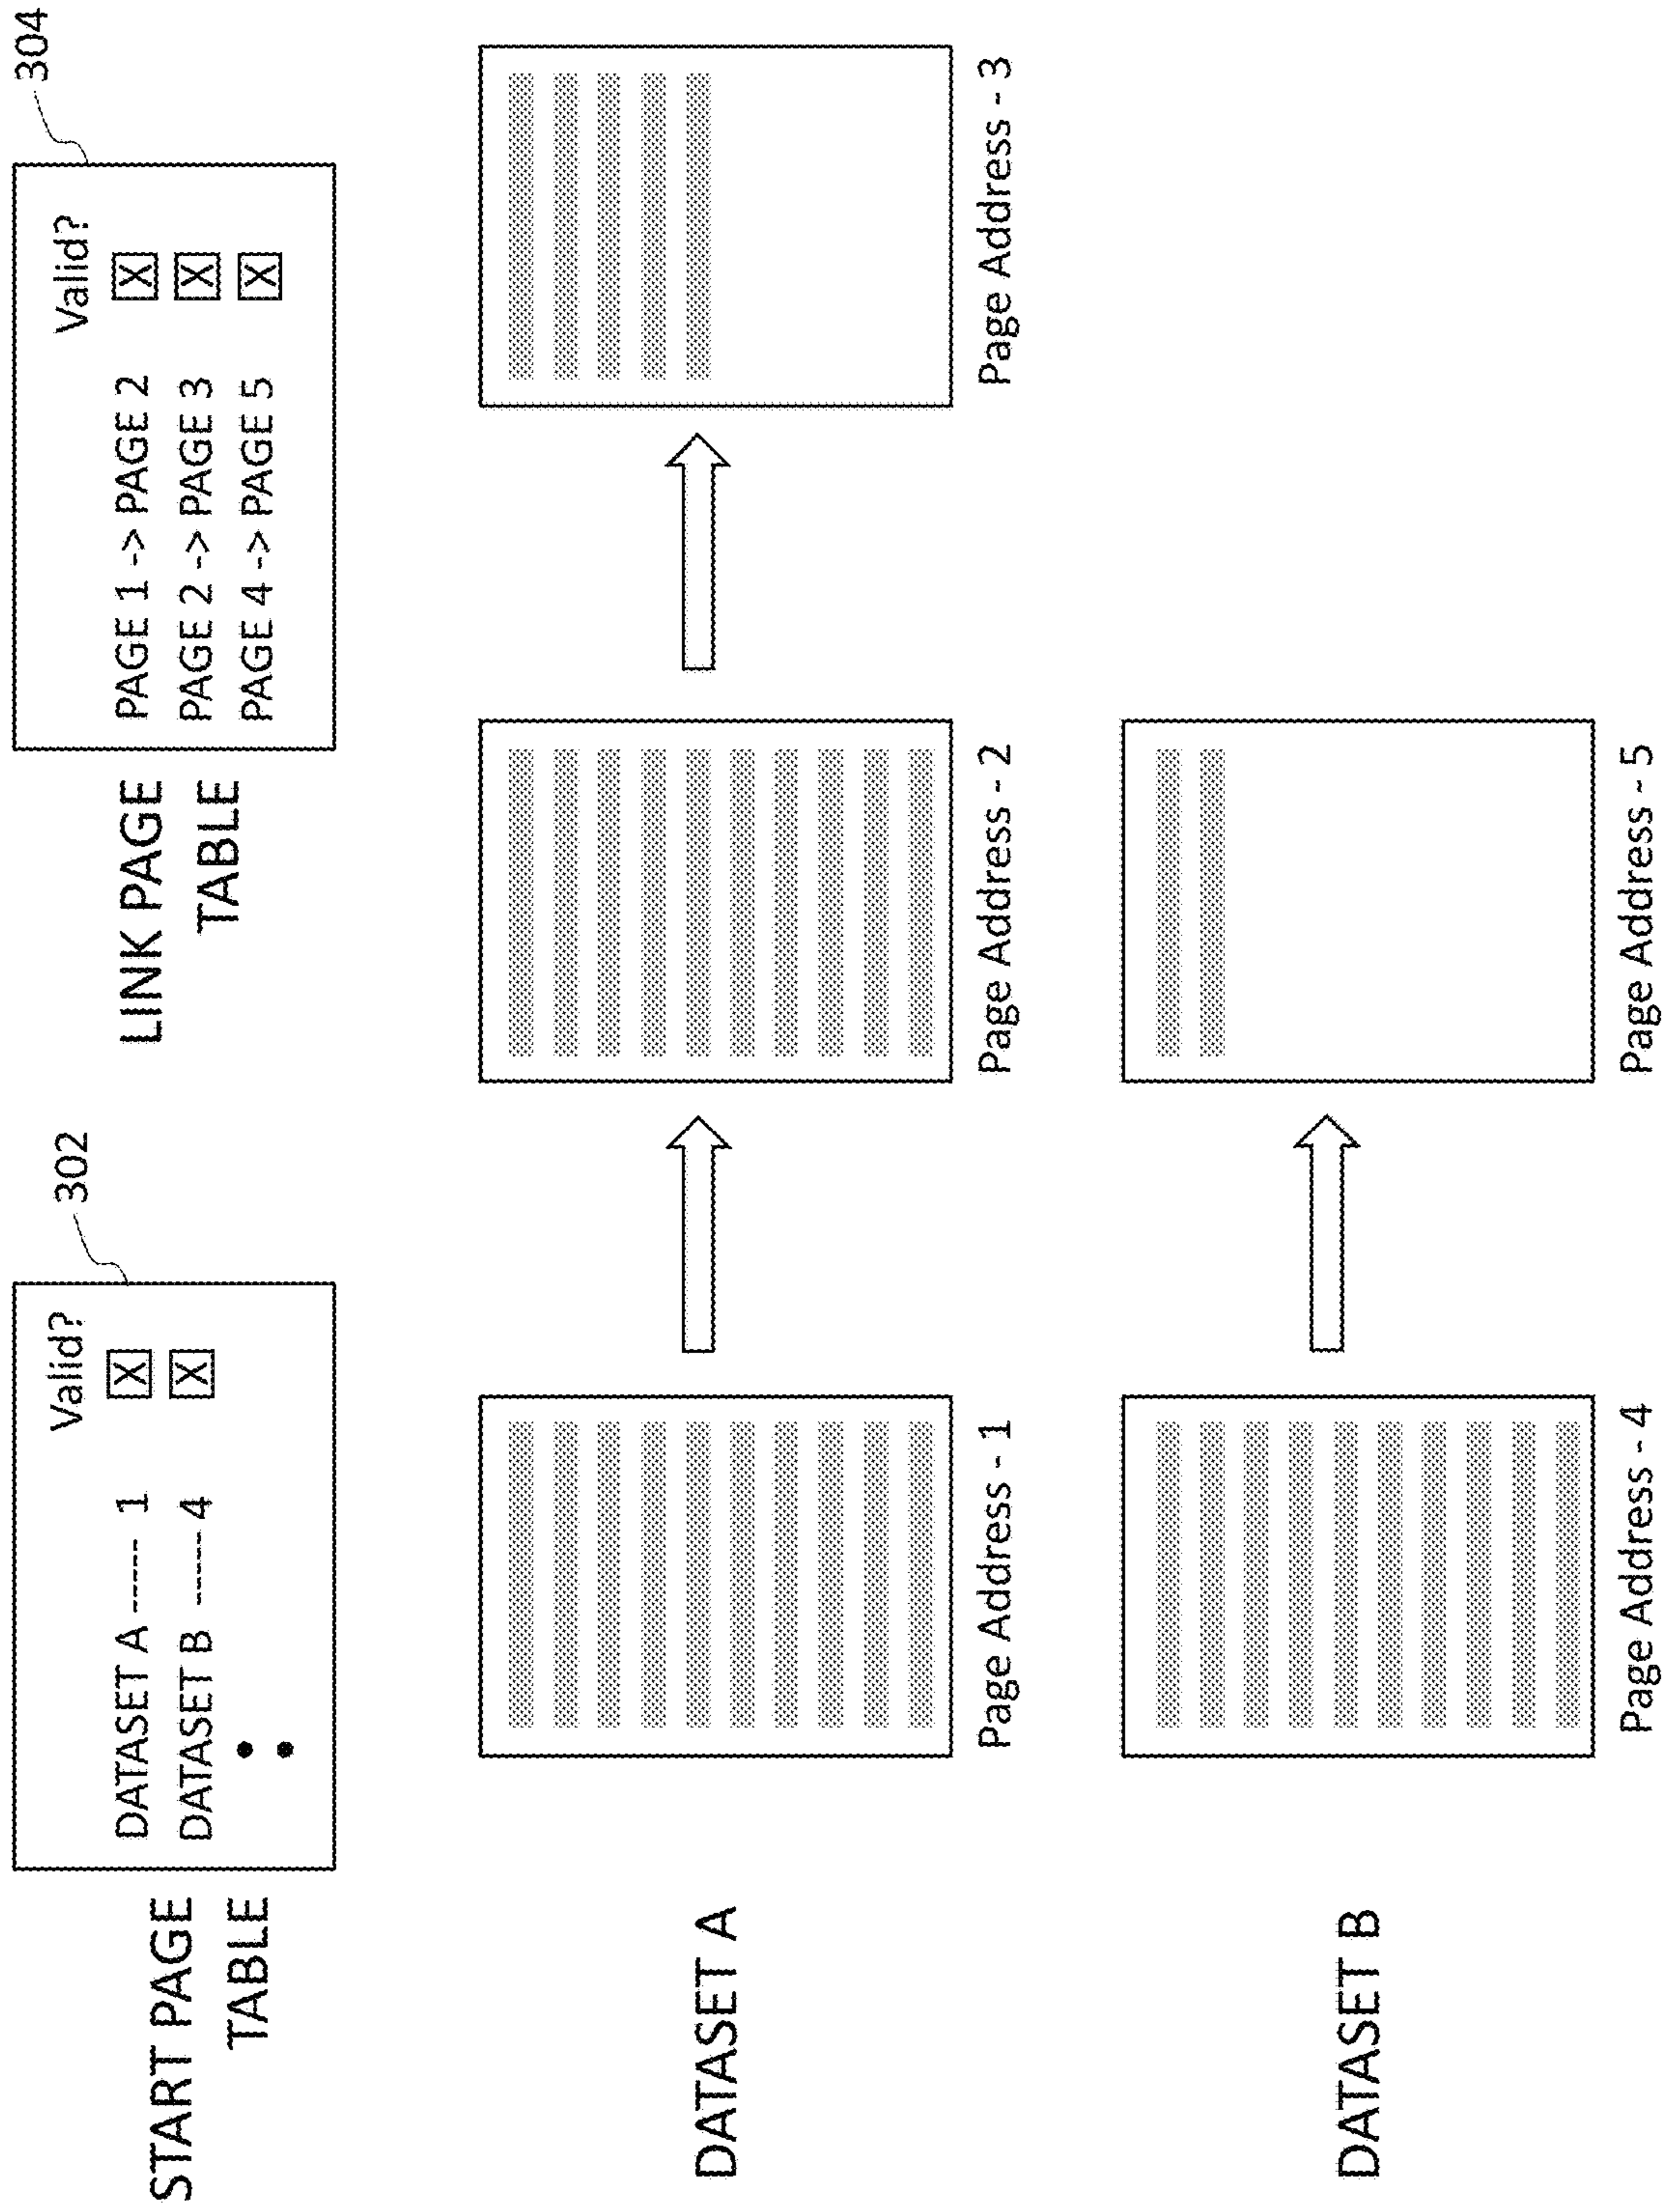 START PAGE
TABLE
Valid?
DATASET A ----- 1 X
DATASET B ------ 4 X
302
LINK PAGE
TABLE
Valid?
PAGE 1 -> PAGE 2 X
PAGE 2 --> PAGE 3 X
PAGE 4 --> PAGE 5 X
304
DATASET A
Page Address - 1
Page Address - 2
Page Address - 3
DATASET B
Page Address - 4
Page Address - 5